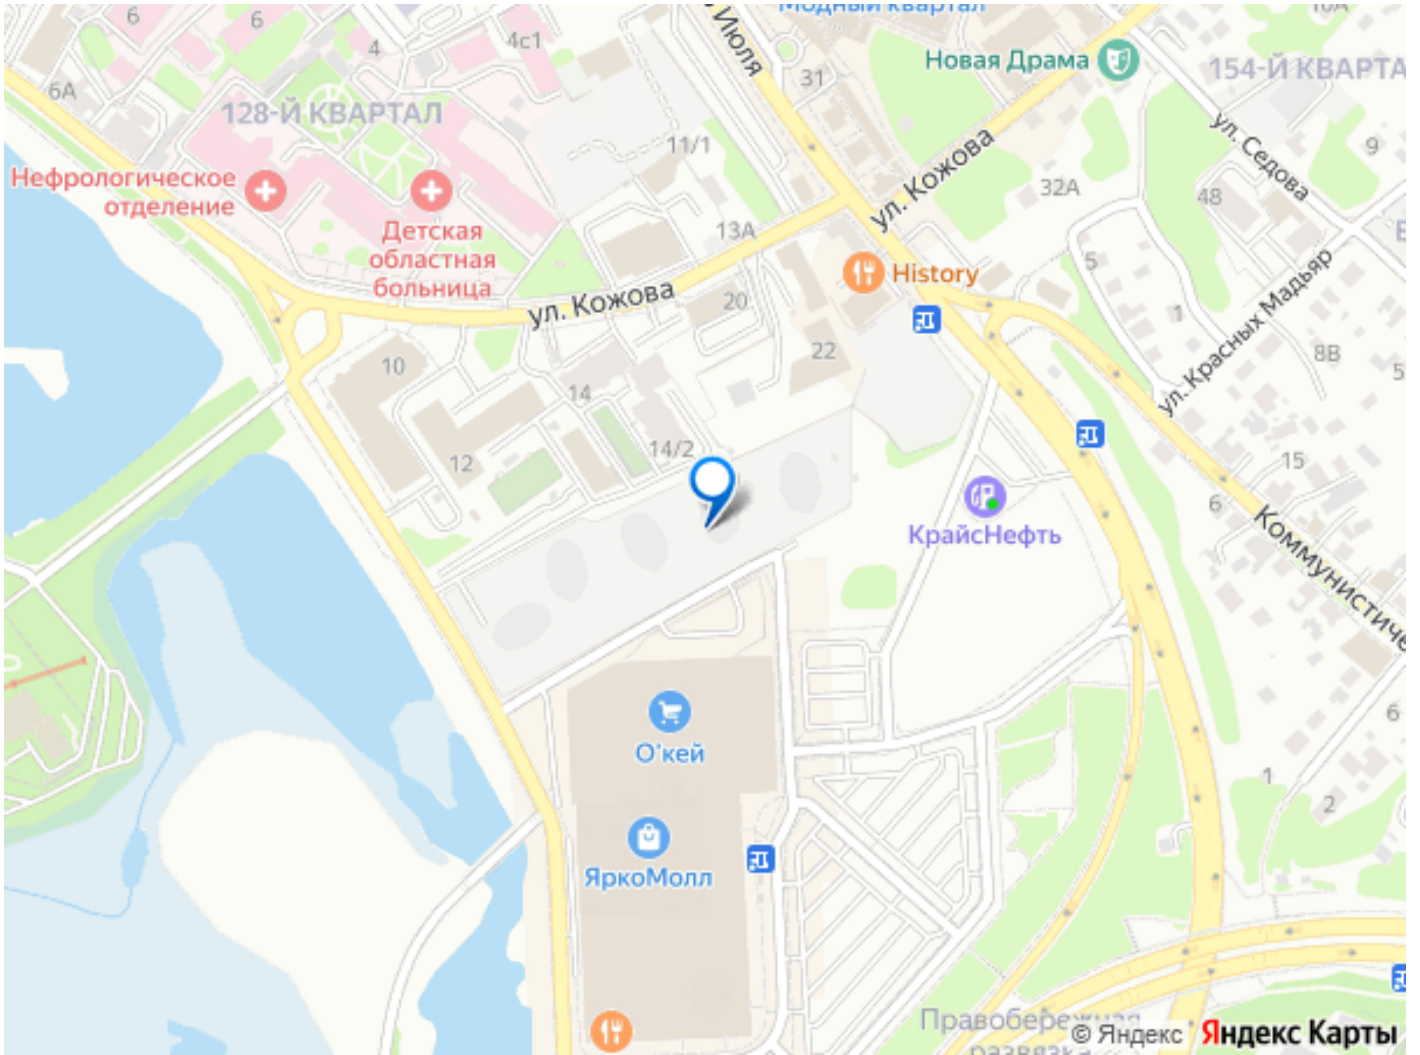 6
6
4
4с1
6А
128-Й КВАРТАЛ
Нефрологическое
отделение
Детская
областная
больница
Июля
Модный квартал
31
Новая Драма
10А
154-Й КВАРТА
ул. Седова
9
48
32А
ул. Кожова
11/1
13А
ул. Кожова
20
22
History
5
1
ул. Красных Мадьяр
8В
5
10
14
12
14/2
КрайсНефть
15
6
Коммунистиче
6
1
2
О'кей
ЯркоМолл
Правобережная
развязка
© Яндекс
Яндекс Карты